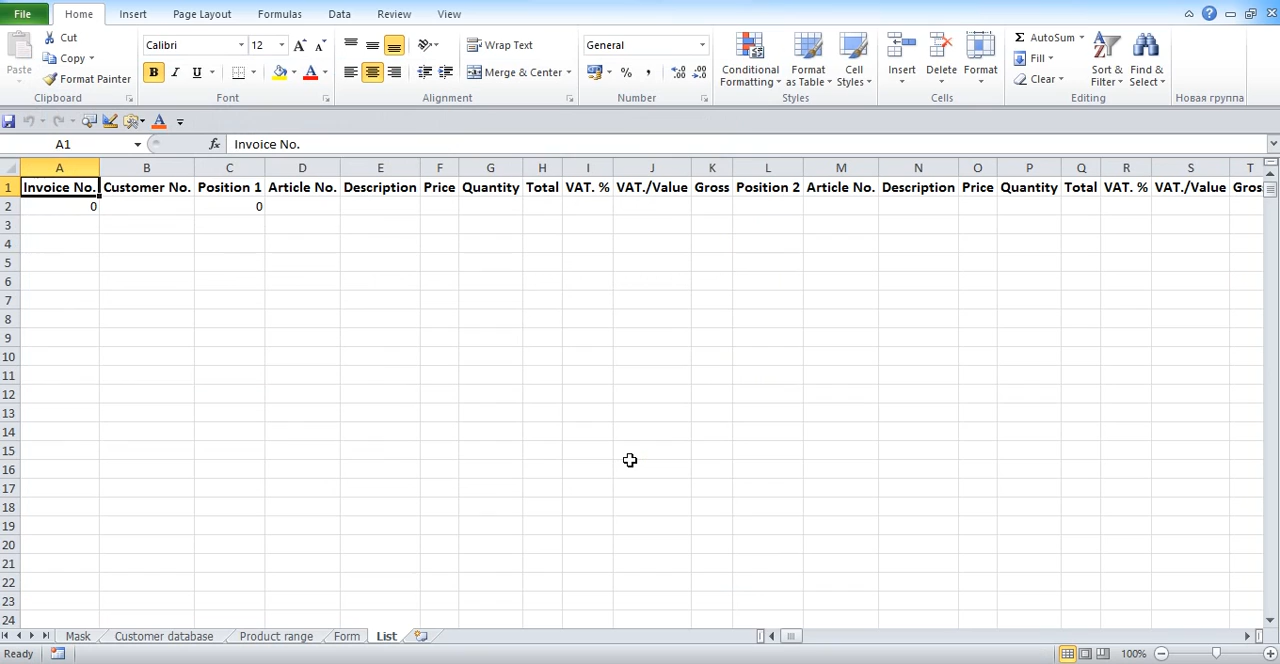 File Home Insert Page Layout Formulas Data Review View
Cut Calibri 12 Wrap Text General AutoSum
Copy Fill
Paste Format Painter B I U Merge & Center % , Conditional Formatting Format as Table Cell Styles Insert Delete Format Clear Sort & Filter Find & Select
Clipboard Font Alignment Number Styles Cells Editing Новая группа
A1 fx Invoice No.
A B C D E F G H I J K L M N O P Q R S T
1 Invoice No. Customer No. Position 1 Article No. Description Price Quantity Total VAT. % VAT./Value Gross Position 2 Article No. Description Price Quantity Total VAT. % VAT./Value Gros
2 0 0
3
4
5
6
7
8
9
10
11
12
13
14
15
16
17
18
19
20
21
22
23
24
Mask Customer database Product range Form List
Ready 100%